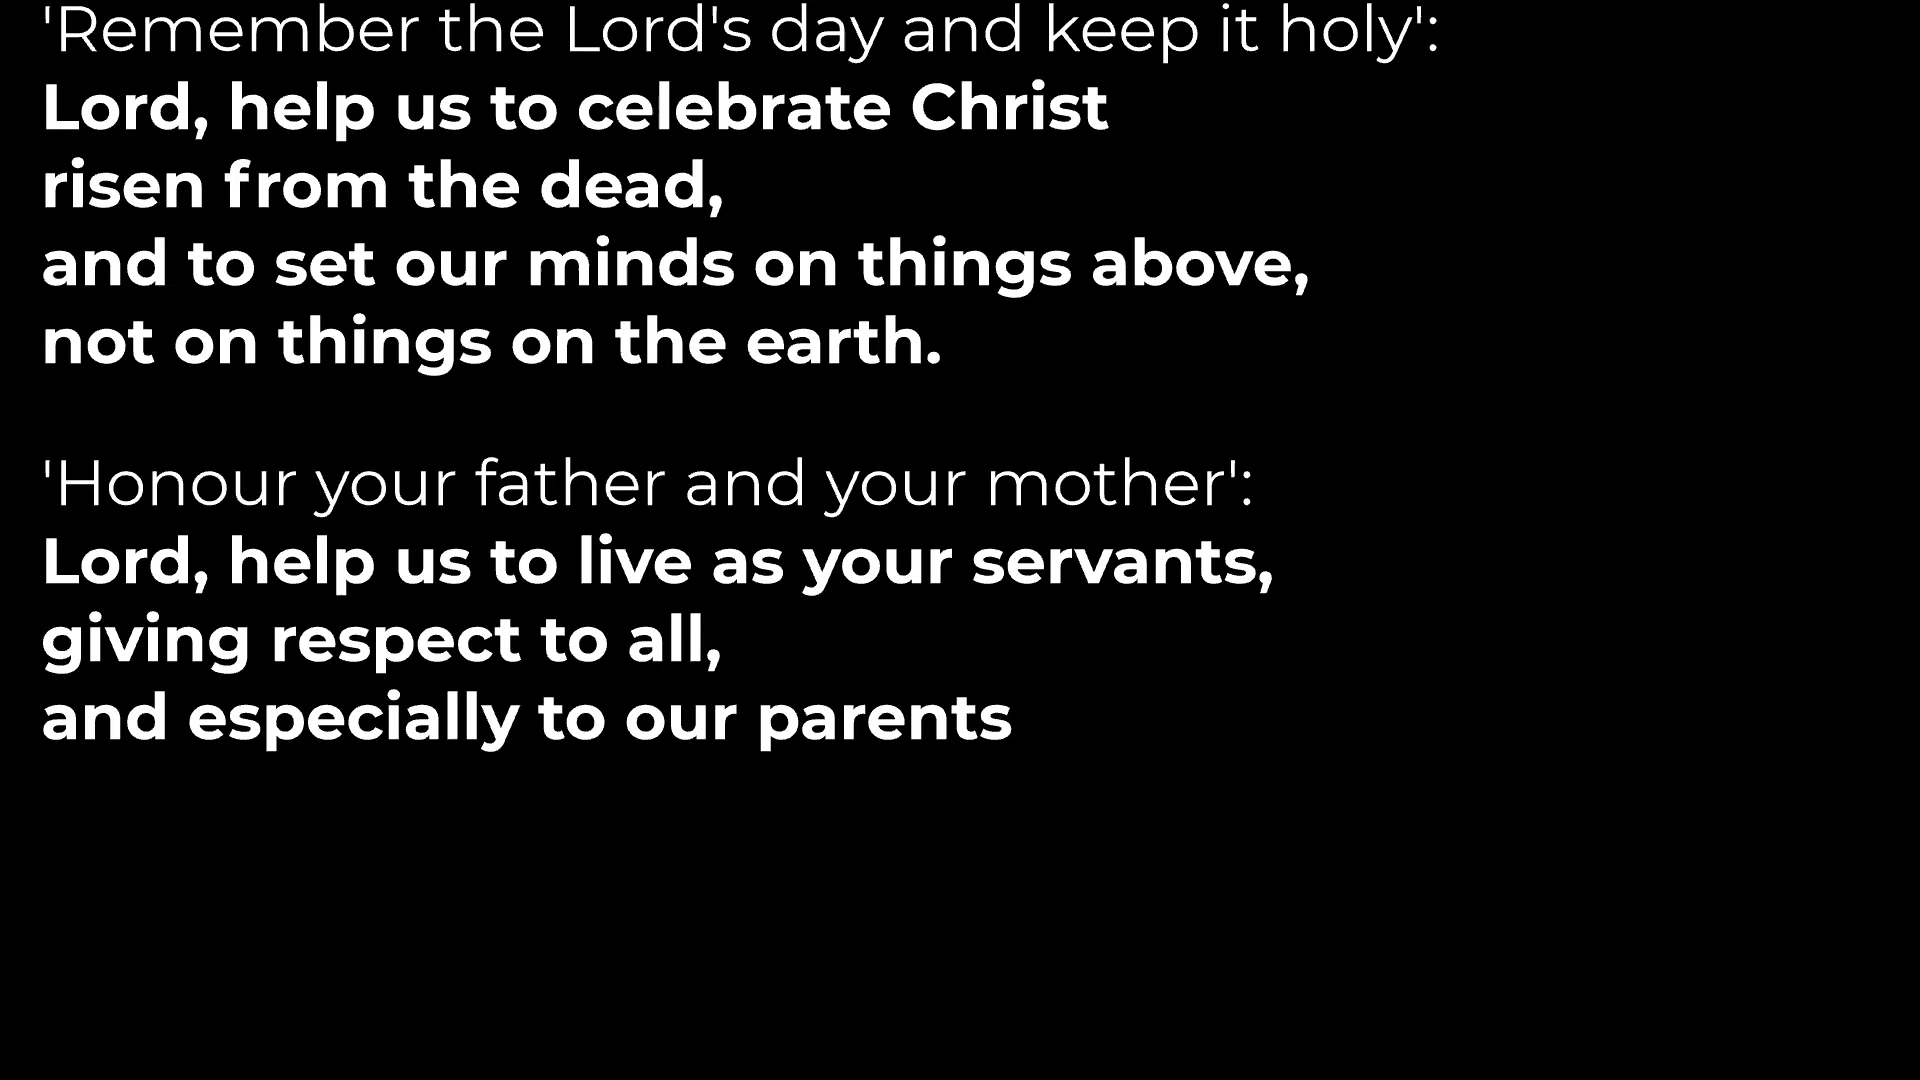 'Remember the Lord's day and keep it holy':
Lord, help us to celebrate Christ
risen from the dead,
and to set our minds on things above,
not on things on the earth.
'Honour your father and your mother':
Lord, help us to live as your servants,
giving respect to all,
and especially to our parents